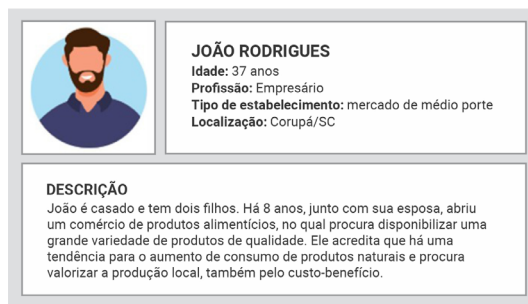 JOÃO RODRIGUES
Idade: 37 anos
Profissão: Empresário
Tipo de estabelecimento: mercado de médio porte
Localização: Corupá/SC
DESCRIÇÃO
João é casado e tem dois filhos. Há 8 anos, junto com sua esposa, abriu
um comércio de produtos alimentícios, no qual procura disponibilizar uma
grande variedade de produtos de qualidade. Ele acredita que há uma
tendência para o aumento de consumo de produtos naturais e procura
valorizar a produção local, também pelo custo-benefício.